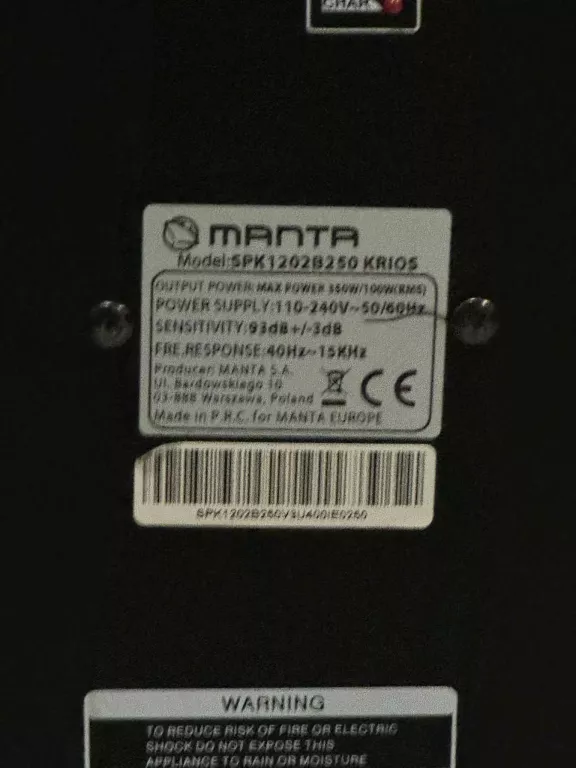 CHAR.
MANTA
Model:SPK1202B250 KRIOS
OUTPUT POWER: MAX POWER 350W/100W(RMS)
POWER SUPPLY:110-240V~50/60Hz
SENSITIVITY:93dB+/-3dB
FRE.RESPONSE:40Hz~15KHz
Producer: MANTA S.A.
Ul. Bardowskiego 10
03-888 Warszawa, Poland
CE
Made in P.R.C. for MANTA EUROPE
SPK1202B250V3U400IE0260
WARNING
TO REDUCE RISK OF FIRE OR ELECTRIC
SHOCK DO NOT EXPOSE THIS
APPLIANCE TO RAIN OR MOISTURE